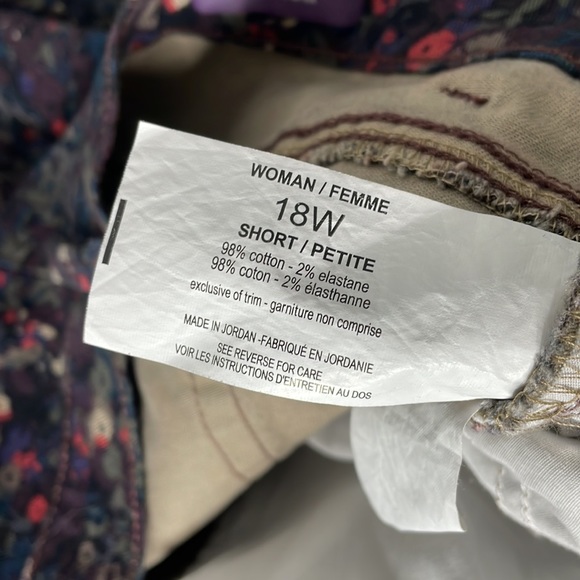 WOMAN / FEMME
18W
SHORT / PETITE
98% cotton - 2% elastane
98% coton - 2% élasthanne
exclusive of trim - garniture non comprise
MADE IN JORDAN -FABRIQUÉ EN JORDANIE
SEE REVERSE FOR CARE
VOIR LES INSTRUCTIONS D'ENTRETIEN AU DOS